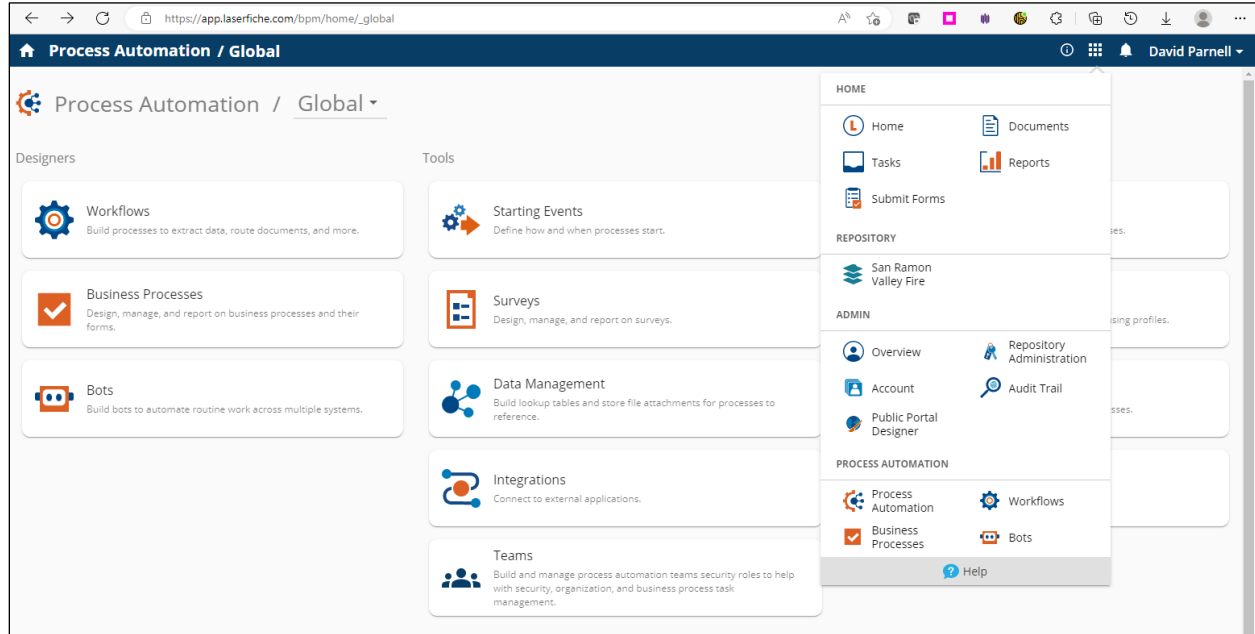 https://app.laserfiche.com/bpm/home/_global
Process Automation / Global
David Parnell
Process Automation / Global
Designers
Workflows
Build processes to extract data, route documents, and more.
Business Processes
Design, manage, and report on business processes and their
forms.
Bots
Build bots to automate routine work across multiple systems.
Tools
Starting Events
Define how and when processes start.
Surveys
Design, manage, and report on surveys.
Data Management
Build lookup tables and store file attachments for processes to
reference.
Integrations
Connect to external applications.
Teams
Build and manage process automation teams security roles to help
with security, organization, and business process task
management.
HOME
Home
Documents
Tasks
Reports
Submit Forms
REPOSITORY
San Ramon
Valley Fire
ADMIN
Overview
Repository
Administration
Account
Audit Trail
Public Portal
Designer
PROCESS AUTOMATION
Process
Automation
Workflows
Business
Processes
Bots
Help
profiles.